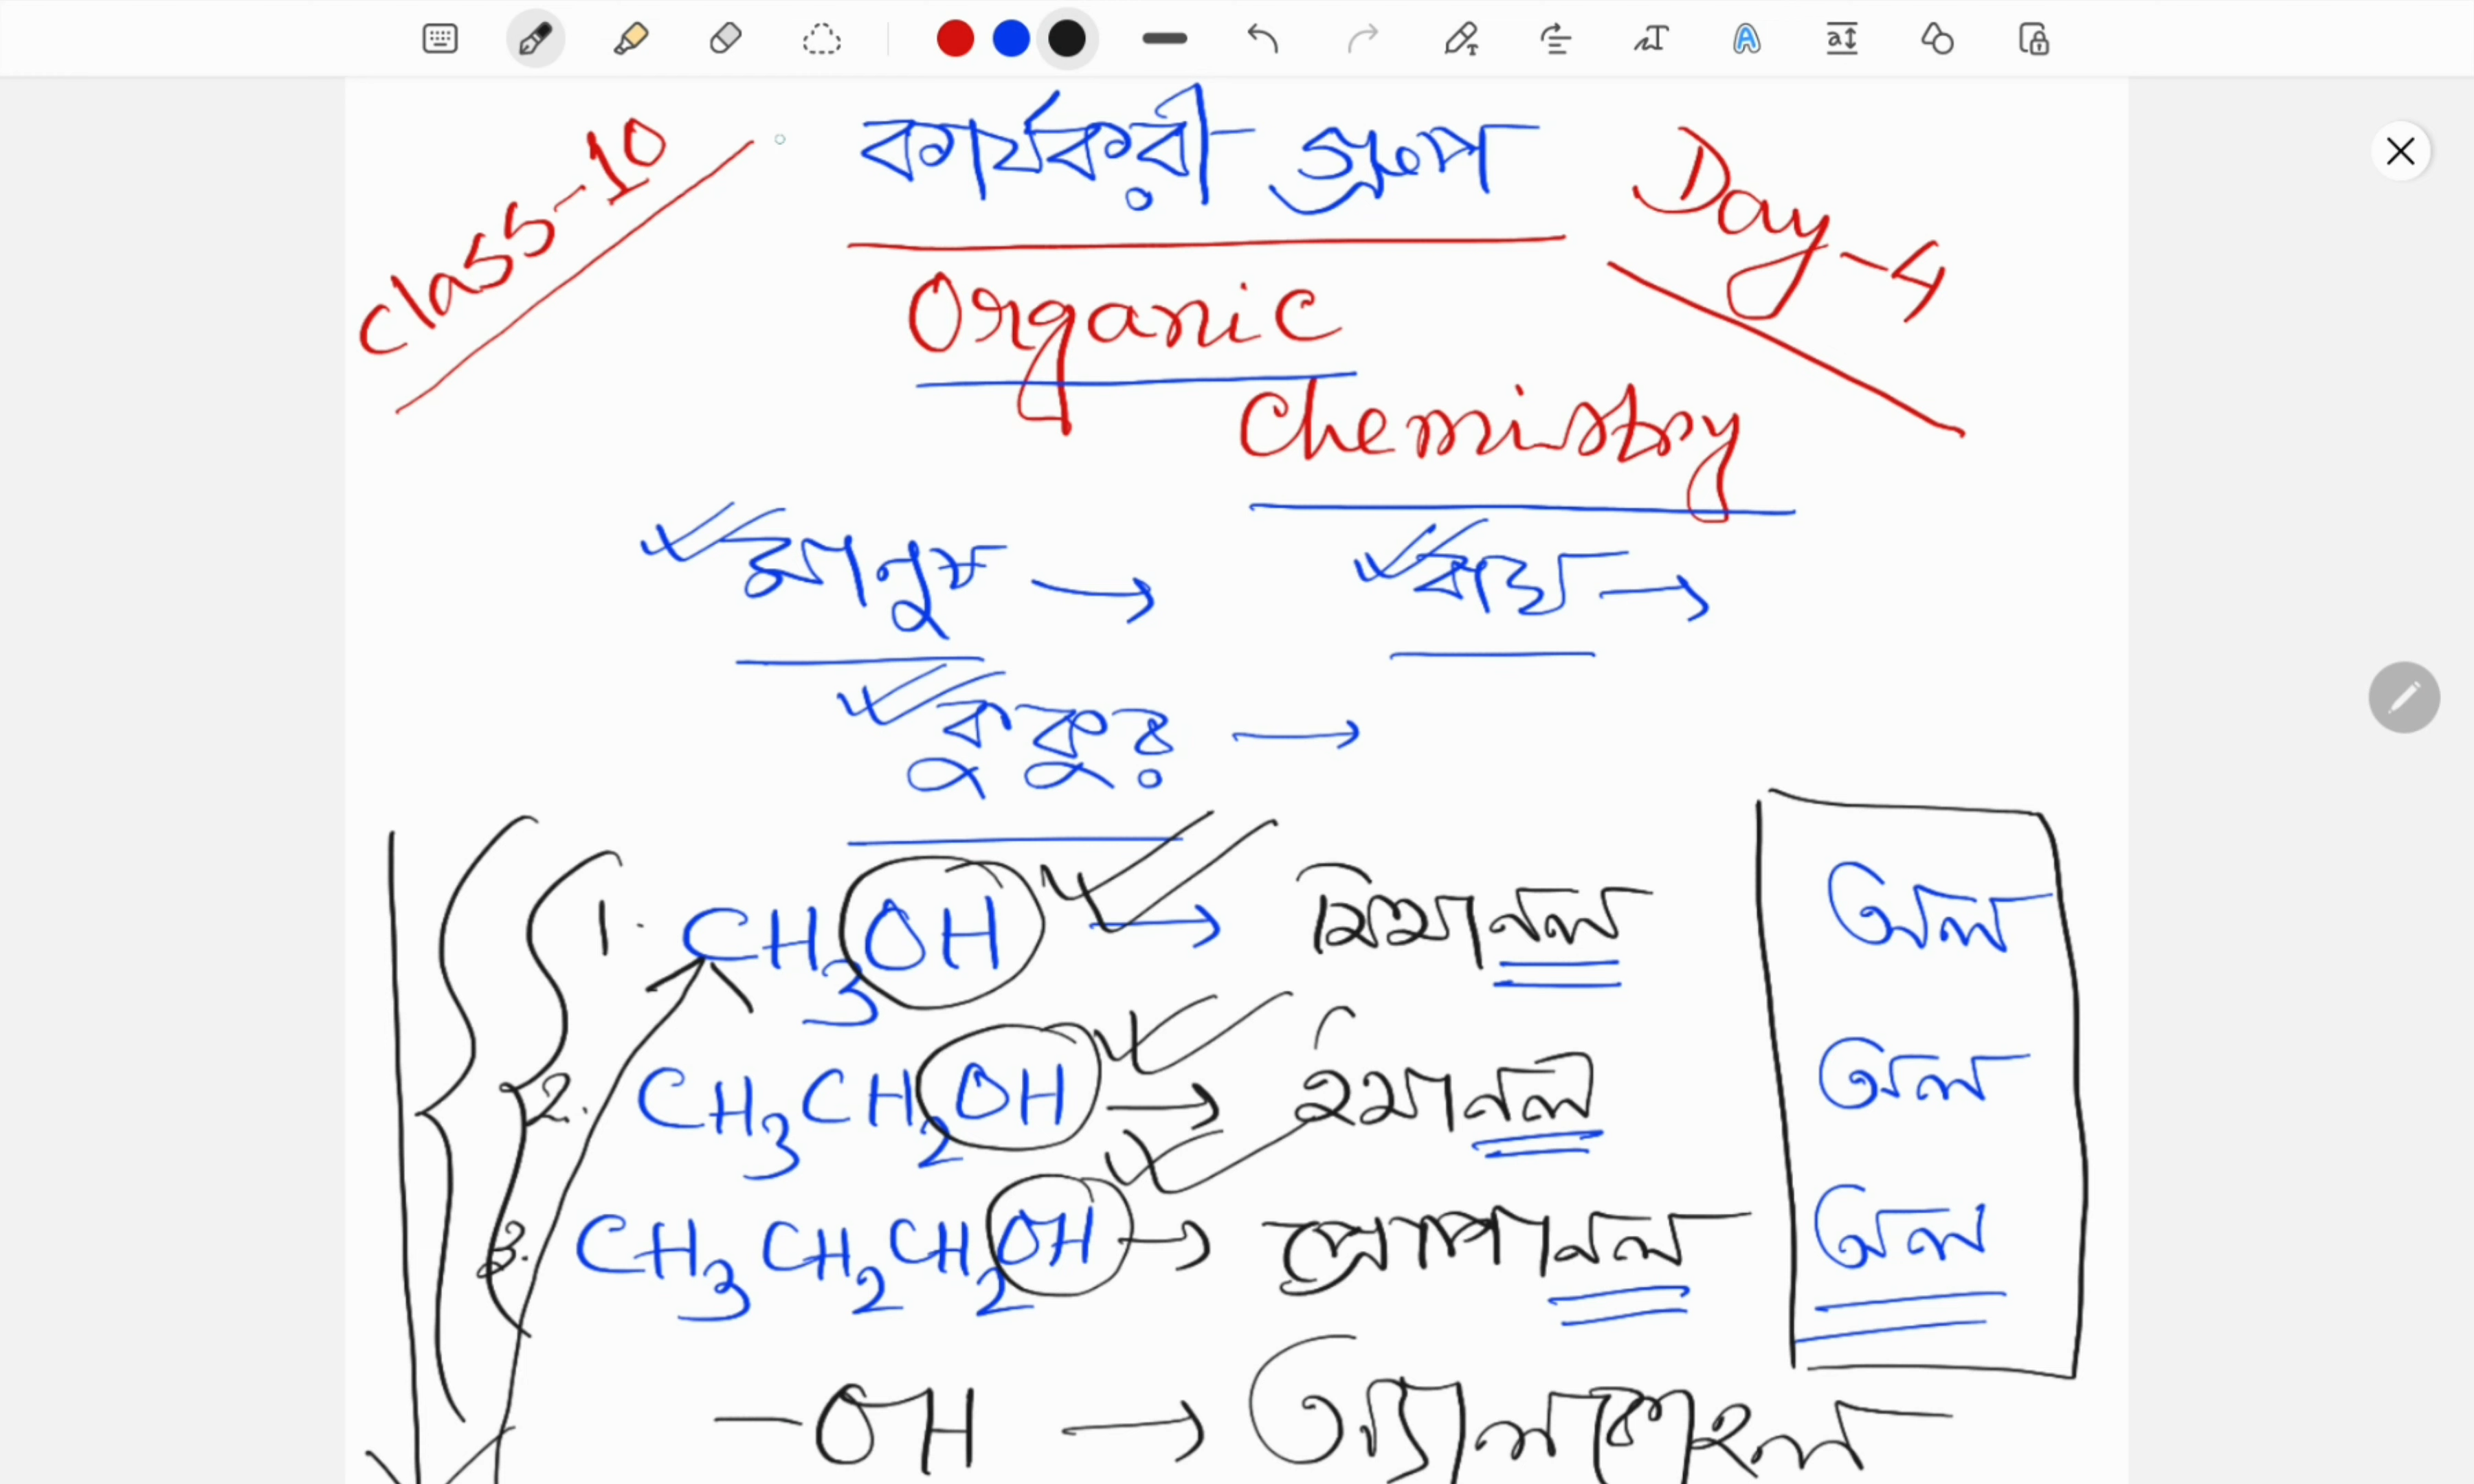 Class-10 কার্যকরী গ্রুপ Day-4
Organic
Chemistry
মানুষ → →
কুকুর →
1. CH₃OH → মিথানল অল
2. CH₃CH₂OH → ইথানল অল
3. CH₃CH₂CH₂OH → প্রোপানল অল
—OH → অ্যালকোহল